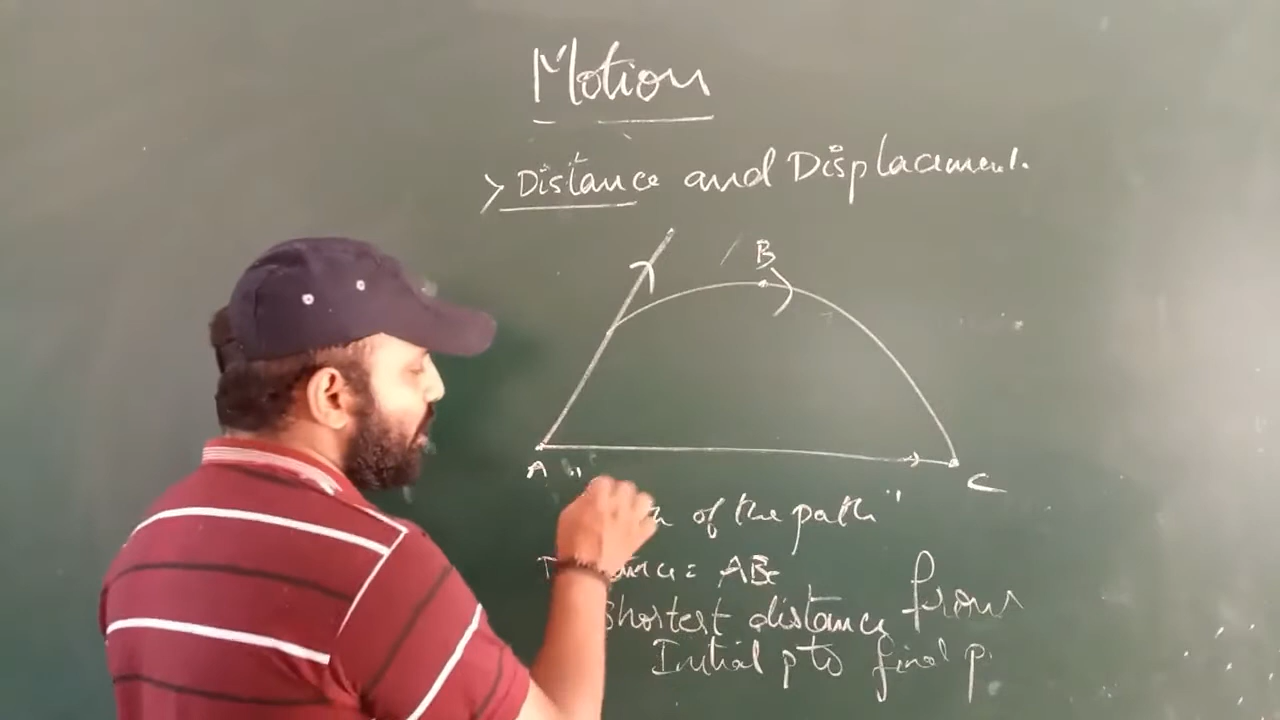 Motion
> Distance and Displacement.
B
A
C
" of the path "
= ABC
Shortest distance from
Initial p to final p.